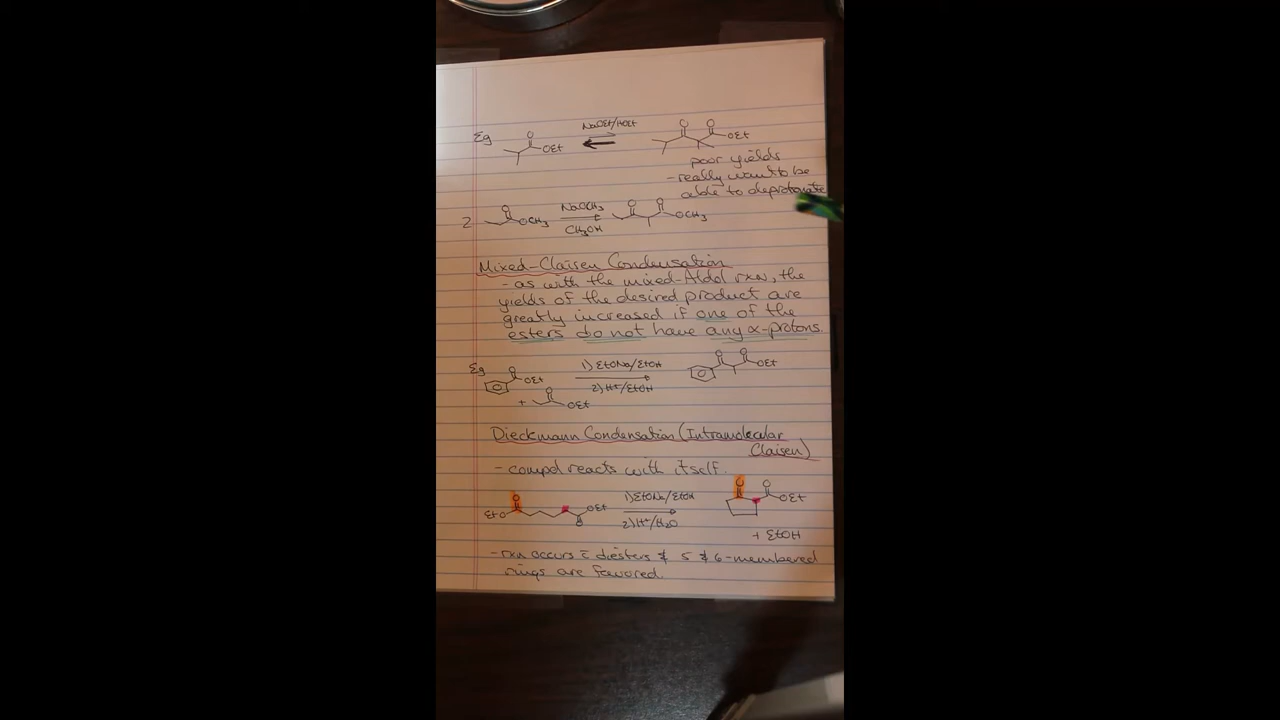 Eg
O
OEt
NaOEt/HOEt
O O
OEt
poor yields
- really want to be
able to deprotonate
2
O
OCH3
NaOCH3
CH3OH
O O
OCH3
Mixed-Claisen Condensation
- as with the mixed-Aldol rxn, the
yields of the desired product are
greatly increased if one of the
esters do not have any α-protons.
Eg
O
OEt
+
O
OEt
1) EtONa/EtOH
2) H+/EtOH
O O
OEt
Dieckmann Condensation (Intramolecular
Claisen)
- compd reacts with itself.
O
EtO
OEt
O
1) EtONa/EtOH
2) H+/H2O
O O
OEt
+ EtOH
- rxn occurs c̄ diesters & 5 & 6-membered
rings are favored.